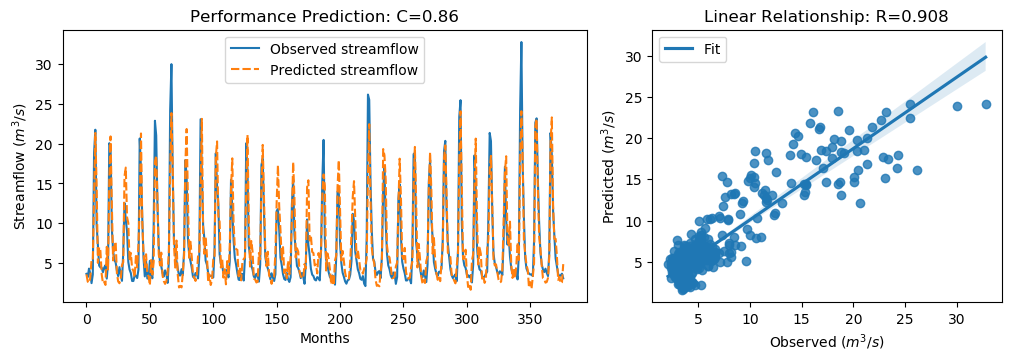 Performance Prediction: C=0.86
Observed streamflow
Predicted streamflow
Streamflow (m³/s)
30
25
20
15
10
5
0
50
100
150
200
250
300
350
Months
Linear Relationship: R=0.908
Fit
Predicted (m³/s)
30
25
20
15
10
5
5
10
15
20
25
30
Observed (m³/s)